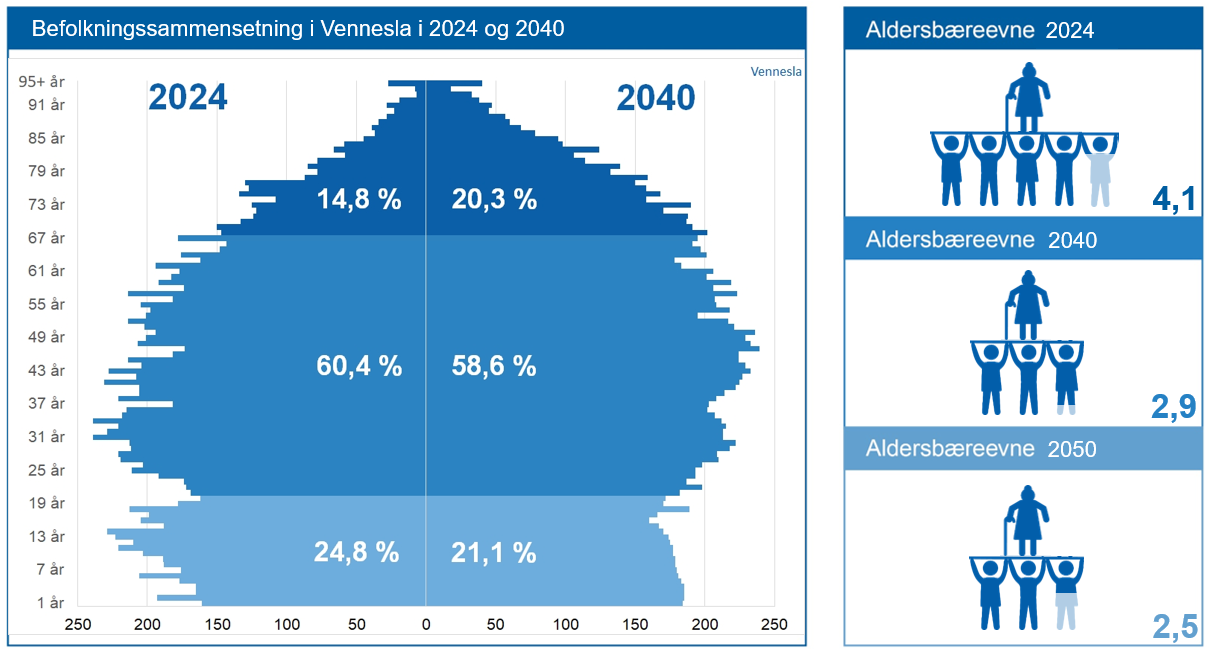 Befolkningssammensetning i Vennesla i 2024 og 2040
Vennesla
2024
2040
95+ år
91 år
85 år
79 år
73 år
67 år
61 år
55 år
49 år
43 år
37 år
31 år
25 år
19 år
13 år
7 år
1 år
14,8 % 20,3 %
60,4 % 58,6 %
24,8 % 21,1 %
250 200 150 100 50 0 50 100 150 200 250
Aldersbæreevne 2024
4,1
Aldersbæreevne 2040
2,9
Aldersbæreevne 2050
2,5